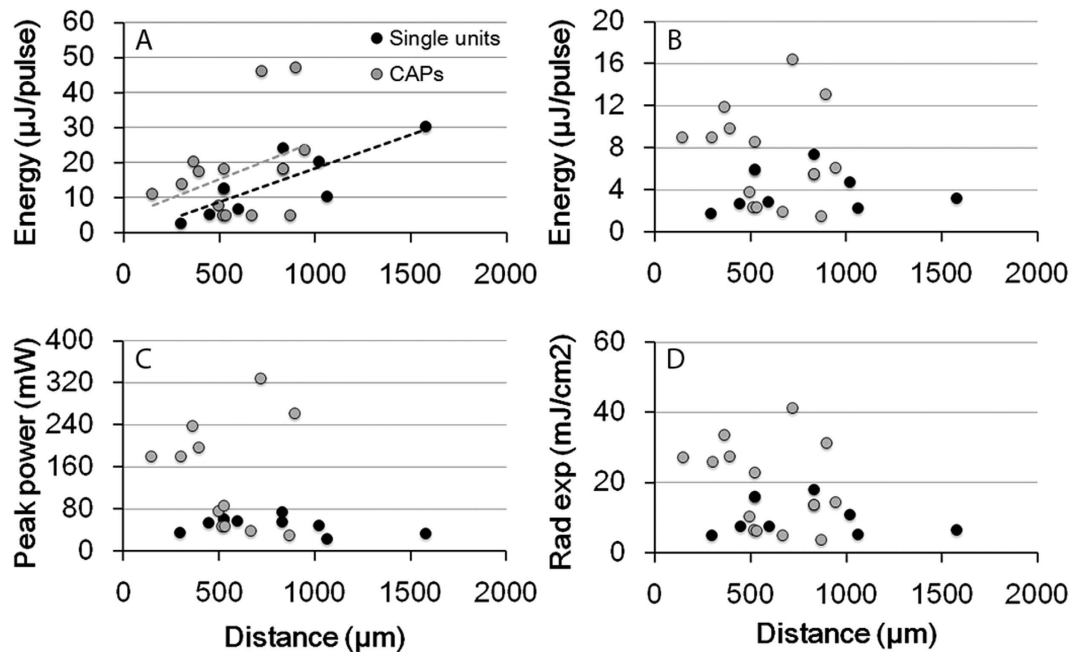 A
Single units
CAPs
Energy (µJ/pulse)
60
50
40
30
20
10
0
0 500 1000 1500 2000
B
Energy (µJ/pulse)
20
16
12
8
4
0
0 500 1000 1500 2000
C
Peak power (mW)
400
320
240
160
80
0
0 500 1000 1500 2000
Distance (µm)
D
Rad exp (mJ/cm2)
60
40
20
0
0 500 1000 1500 2000
Distance (µm)